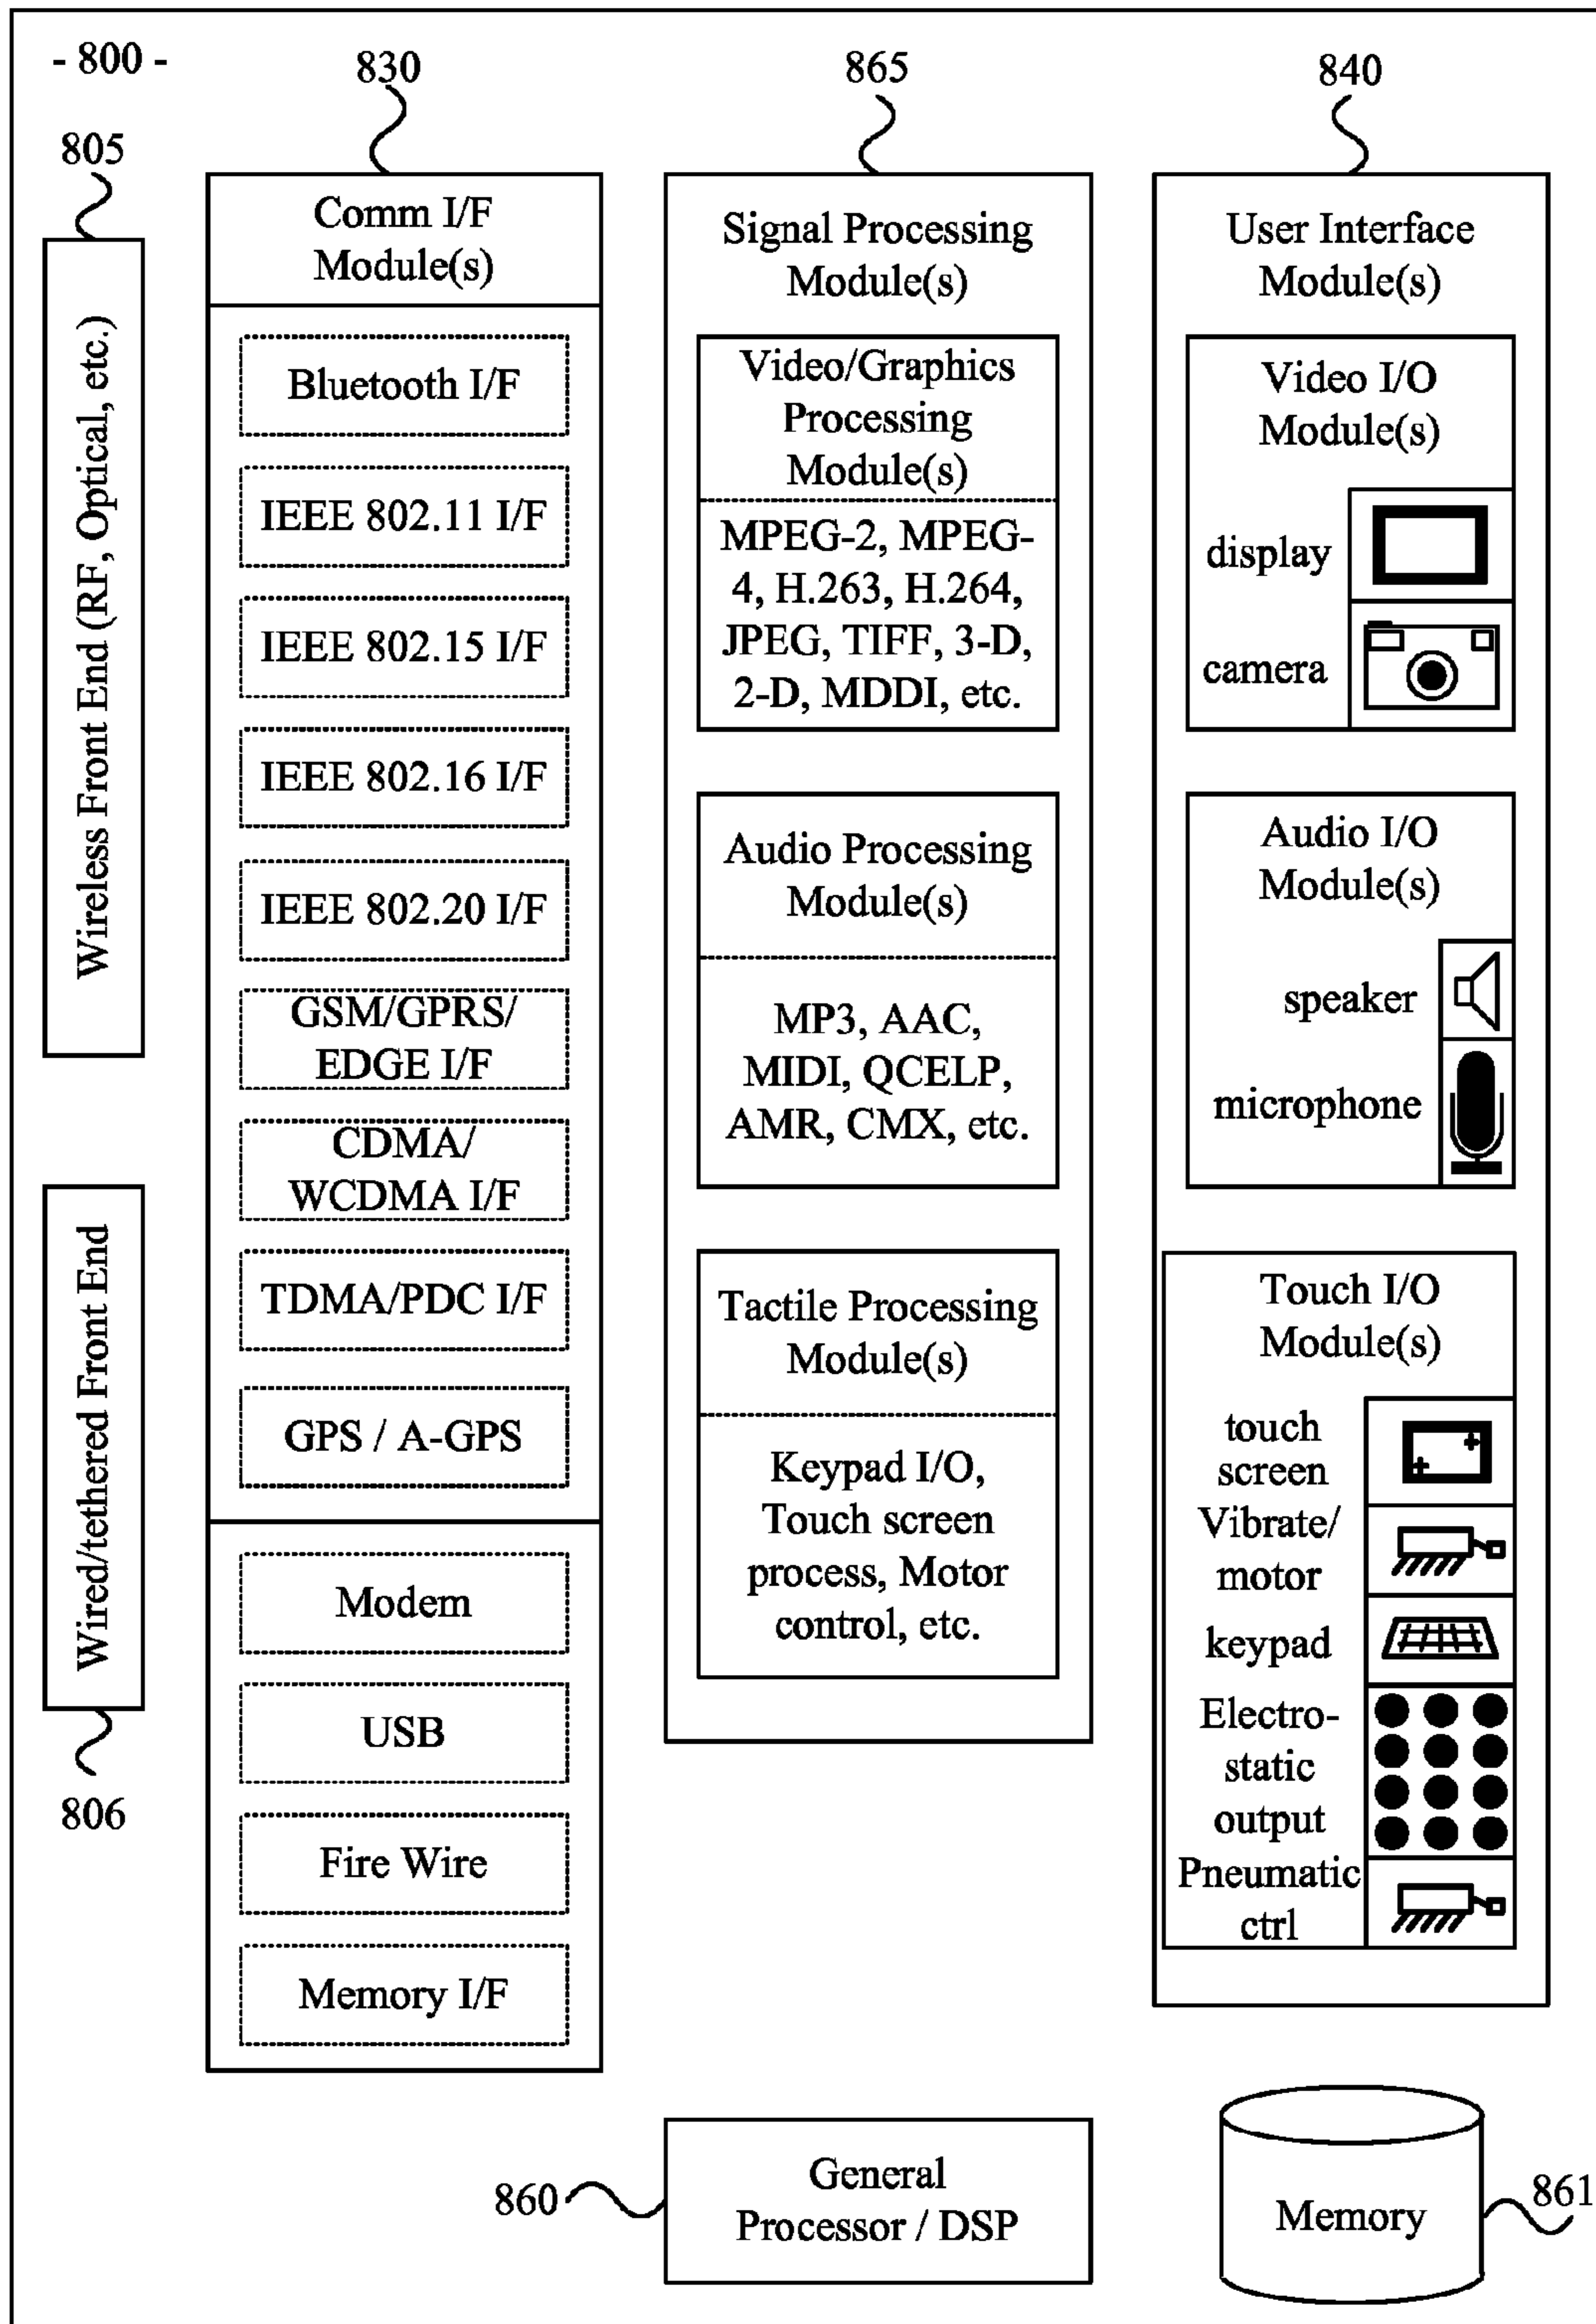 - 800 -
830
865
840
805
Wireless Front End (RF, Optical, etc.)
Wired/tethered Front End
806
Comm I/F
Module(s)
Bluetooth I/F
IEEE 802.11 I/F
IEEE 802.15 I/F
IEEE 802.16 I/F
IEEE 802.20 I/F
GSM/GPRS/
EDGE I/F
CDMA/
WCDMA I/F
TDMA/PDC I/F
GPS / A-GPS
Modem
USB
Fire Wire
Memory I/F
Signal Processing
Module(s)
Video/Graphics
Processing
Module(s)
MPEG-2, MPEG-
4, H.263, H.264,
JPEG, TIFF, 3-D,
2-D, MDDI, etc.
Audio Processing
Module(s)
MP3, AAC,
MIDI, QCELP,
AMR, CMX, etc.
Tactile Processing
Module(s)
Keypad I/O,
Touch screen
process, Motor
control, etc.
User Interface
Module(s)
Video I/O
Module(s)
display
camera
Audio I/O
Module(s)
speaker
microphone
Touch I/O
Module(s)
touch
screen
Vibrate/
motor
keypad
Electro-
static
output
Pneumatic
ctrl
860
General
Processor / DSP
Memory
861